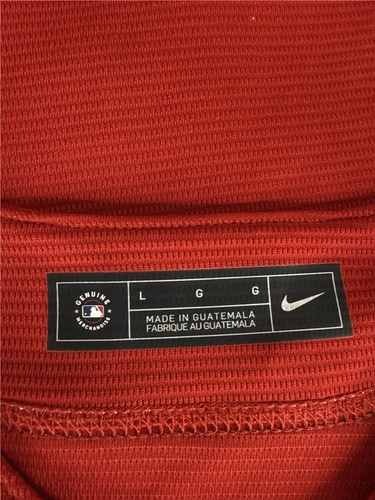 GENUINE
MERCHANDISE
L G G
MADE IN GUATEMALA
FABRIQUE AU GUATEMALA